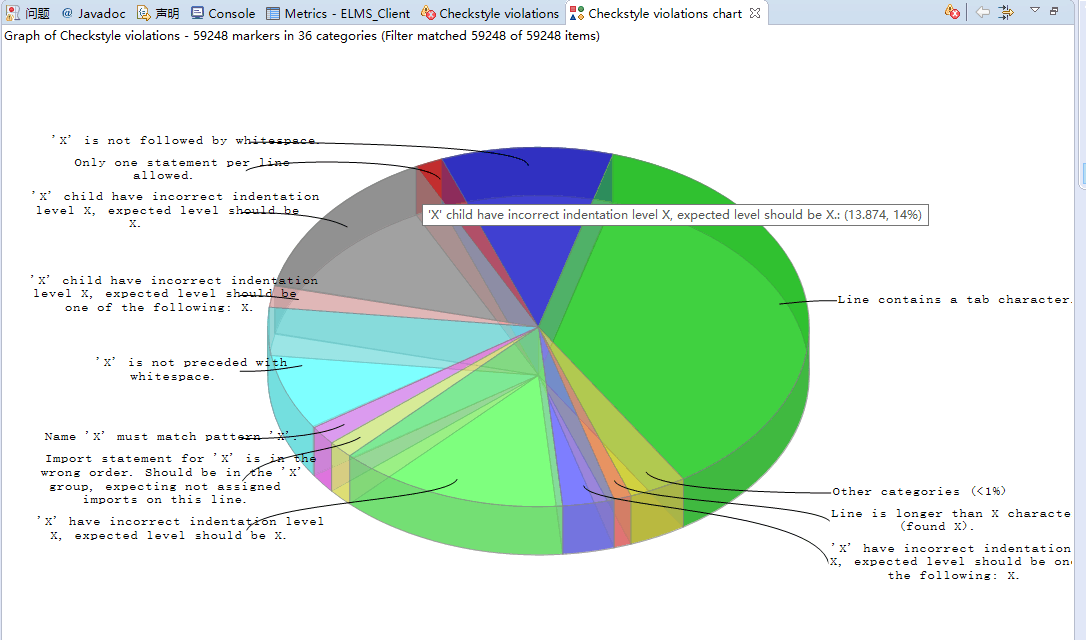 问题 @ Javadoc 声明 Console Metrics - ELMS_Client Checkstyle violations Checkstyle violations chart
Graph of Checkstyle violations - 59248 markers in 36 categories (Filter matched 59248 of 59248 items)
'X' is not followed by whitespace.
Only one statement per line
allowed.
'X' child have incorrect indentation
level X, expected level should be
X.
'X' child have incorrect indentation level X, expected level should be X.: (13.874, 14%)
'X' child have incorrect indentation
level X, expected level should be
one of the following: X.
Line contains a tab character.
'X' is not preceded with
whitespace.
Name 'X' must match pattern 'X'.
Import statement for 'X' is in the
wrong order. Should be in the 'X'
group, expecting not assigned
imports on this line.
'X' have incorrect indentation level
X, expected level should be X.
Other categories (<1%)
Line is longer than X characte
(found X).
'X' have incorrect indentation
X, expected level should be one
the following: X.